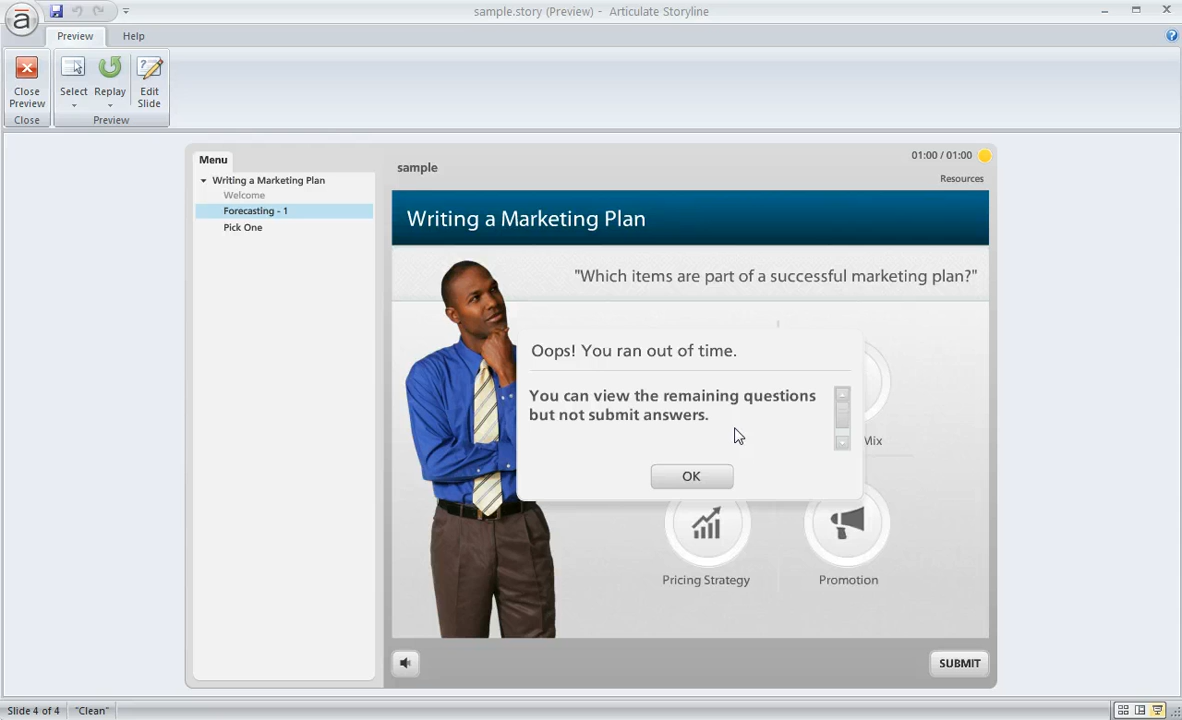 sample.story (Preview) - Articulate Storyline
Preview
Help
Close
Preview
Select
Replay
Edit
Slide
Close
Preview
Menu
Writing a Marketing Plan
Welcome
Forecasting - 1
Pick One
sample
01:00 / 01:00
Resources
Writing a Marketing Plan
"Which items are part of a successful marketing plan?"
Oops! You ran out of time.
You can view the remaining questions
but not submit answers.
OK
Mix
Pricing Strategy
Promotion
SUBMIT
Slide 4 of 4
"Clean"